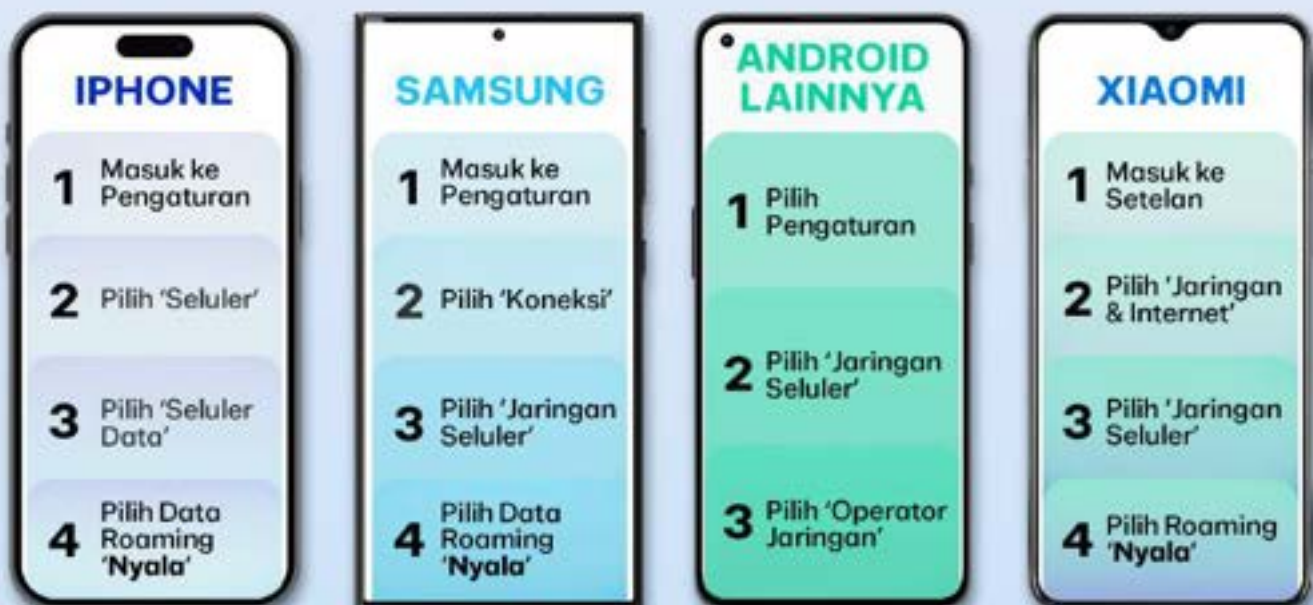 IPHONE
1
Masuk ke
Pengaturan
2
Pilih 'Seluler'
3
Pilih 'Seluler
Data'
4
Pilih Data
Roaming
'Nyala'
SAMSUNG
1
Masuk ke
Pengaturan
2
Pilih 'Koneksi'
3
Pilih 'Jaringan
Seluler'
4
Pilih Data
Roaming
'Nyala'
ANDROID
LAINNYA
1
Pilih
Pengaturan
2
Pilih 'Jaringan
Seluler'
3
Pilih 'Operator
Jaringan'
XIAOMI
1
Masuk ke
Setelan
2
Pilih 'Jaringan
& Internet'
3
Pilih 'Jaringan
Seluler'
4
Pilih Roaming
'Nyala'